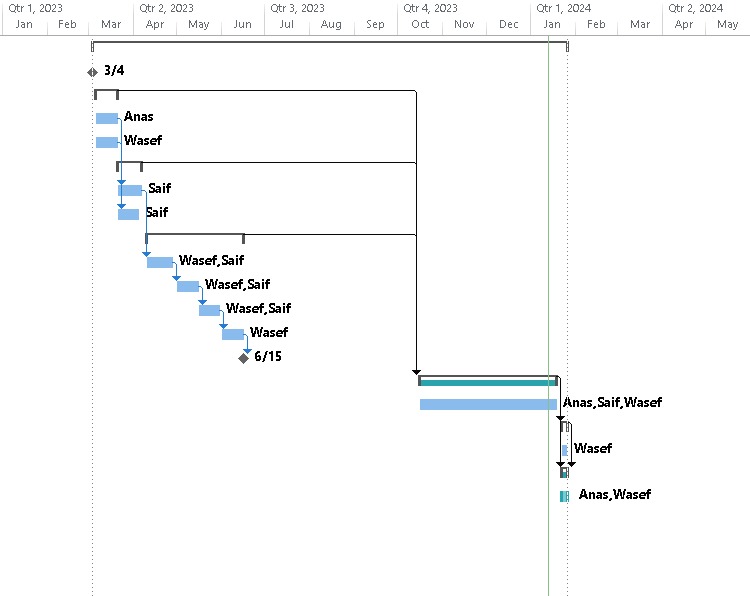 Qtr 1, 2023 Qtr 2, 2023 Qtr 3, 2023 Qtr 4, 2023 Qtr 1, 2024 Qtr 2, 2024
Jan Feb Mar Apr May Jun Jul Aug Sep Oct Nov Dec Jan Feb Mar Apr May
3/4
Anas
Wasef
Saif
Saif
Wasef,Saif
Wasef,Saif
Wasef,Saif
Wasef
6/15
Anas,Saif,Wasef
Wasef
Anas,Wasef